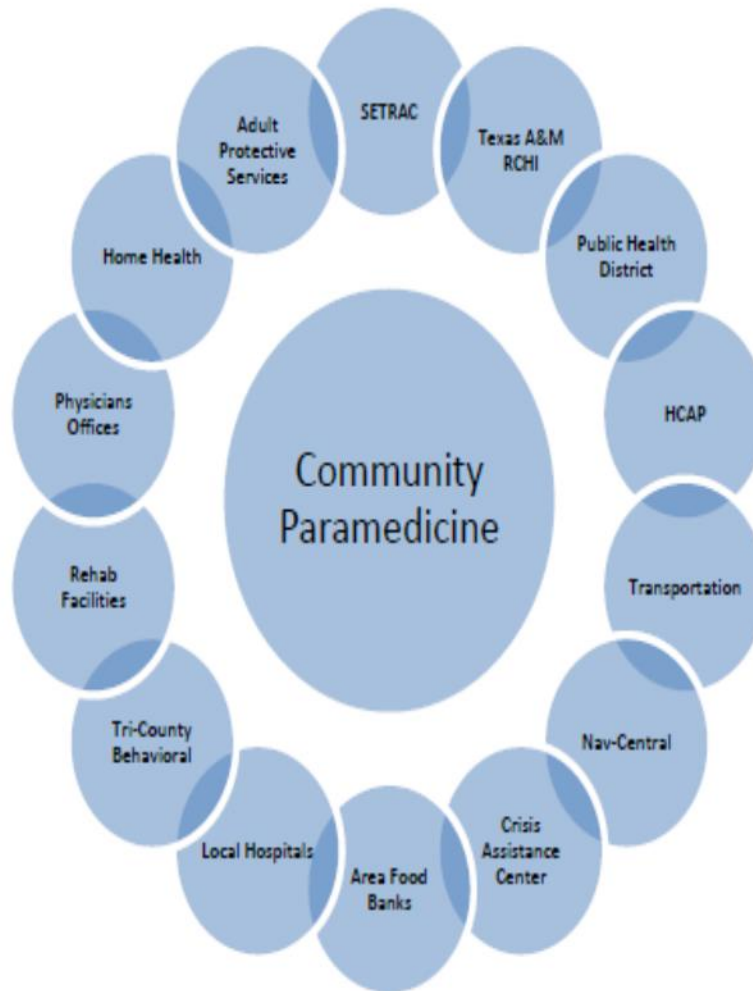 SETRAC
Texas A&M
RCHI
Public Health
District
HCAP
Transportation
Nav-Central
Crisis
Assistance
Center
Area Food
Banks
Local Hospitals
Tri-County
Behavioral
Rehab
Facilities
Physicians
Offices
Home Health
Adult
Protective
Services
Community
Paramedicine